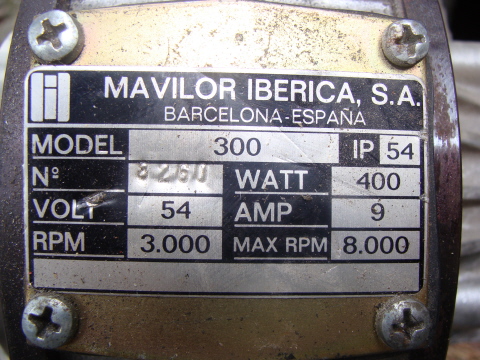 MAVILOR IBERICA, S.A.
BARCELONA-ESPAÑA
MODEL 300 IP 54
Nº 8260 WATT 400
VOLT 54 AMP 9
RPM 3.000 MAX RPM 8.000